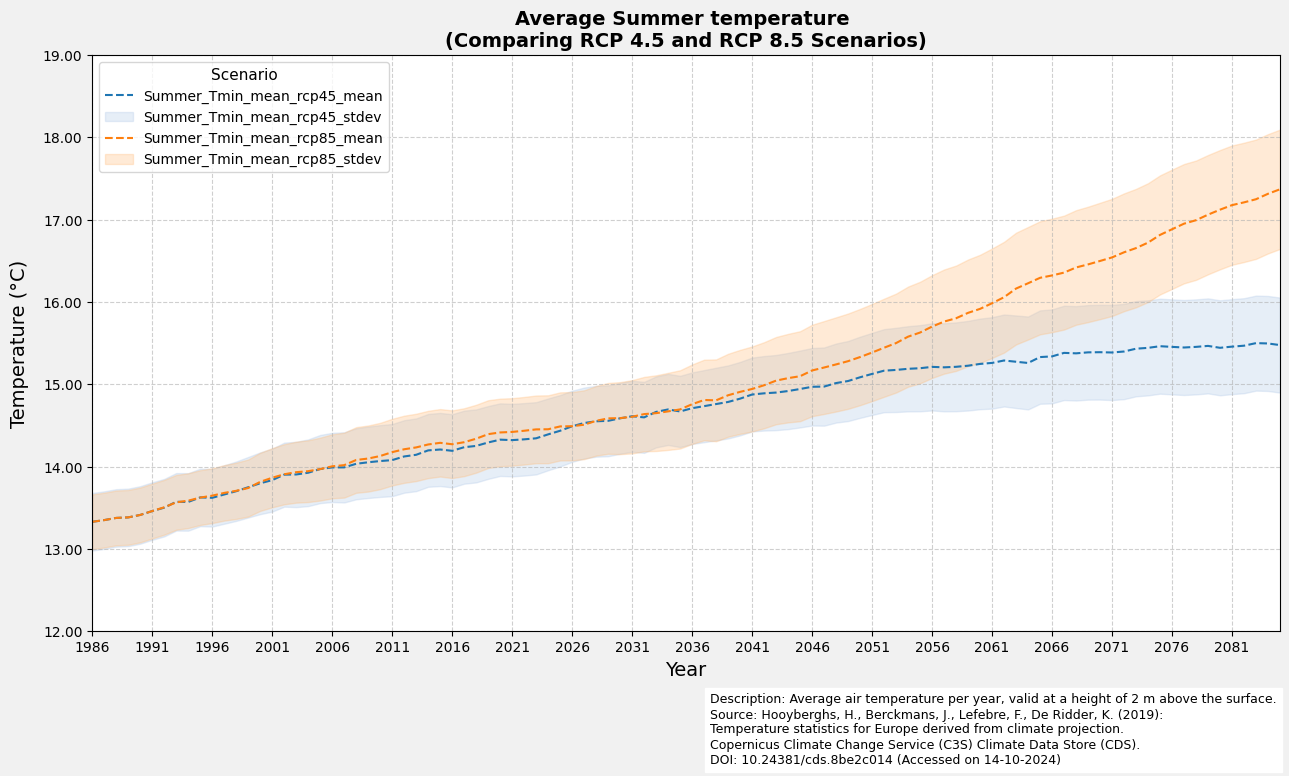 Average Summer temperature
(Comparing RCP 4.5 and RCP 8.5 Scenarios)
Scenario
Summer_Tmin_mean_rcp45_mean
Summer_Tmin_mean_rcp45_stdev
Summer_Tmin_mean_rcp85_mean
Summer_Tmin_mean_rcp85_stdev
Temperature (°C)
19.00
18.00
17.00
16.00
15.00
14.00
13.00
12.00
1986 1991 1996 2001 2006 2011 2016 2021 2026 2031 2036 2041 2046 2051 2056 2061 2066 2071 2076 2081
Year
Description: Average air temperature per year, valid at a height of 2 m above the surface.
Source: Hooyberghs, H., Berckmans, J., Lefebre, F., De Ridder, K. (2019):
Temperature statistics for Europe derived from climate projection.
Copernicus Climate Change Service (C3S) Climate Data Store (CDS).
DOI: 10.24381/cds.8be2c014 (Accessed on 14-10-2024)